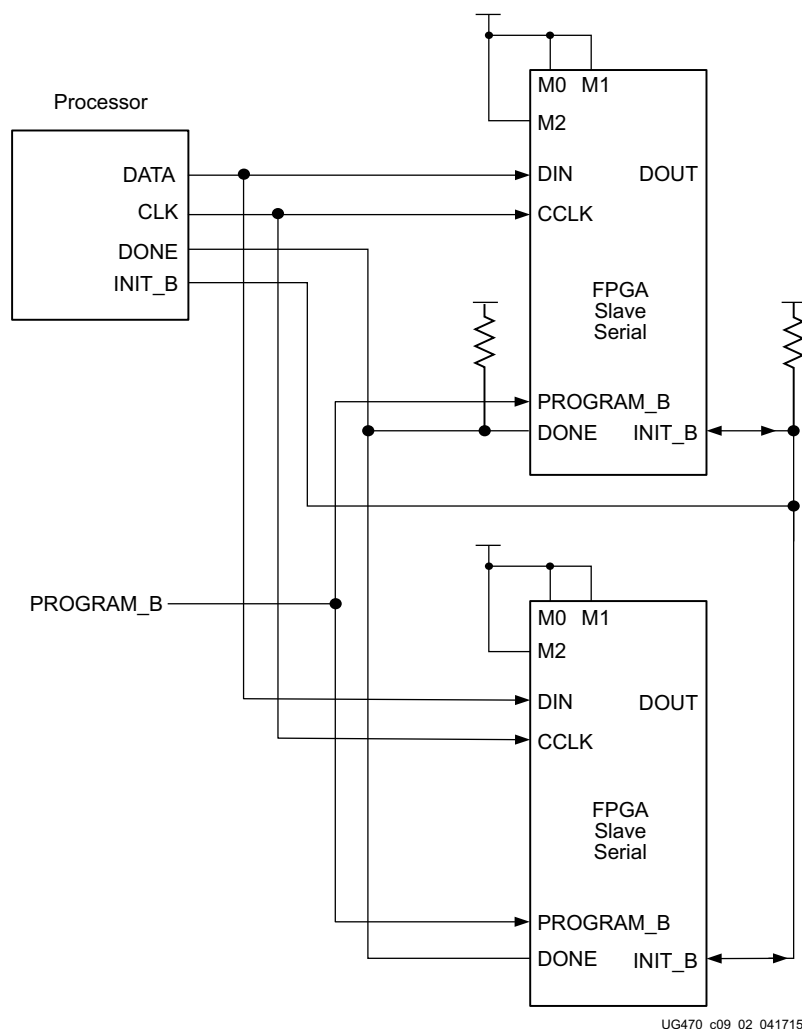 Processor
DATA
CLK
DONE
INIT_B
M0 M1
M2
DIN DOUT
CCLK
FPGA
Slave
Serial
PROGRAM_B
DONE INIT_B
PROGRAM_B
M0 M1
M2
DIN DOUT
CCLK
FPGA
Slave
Serial
PROGRAM_B
DONE INIT_B
UG470_c09_02_041715